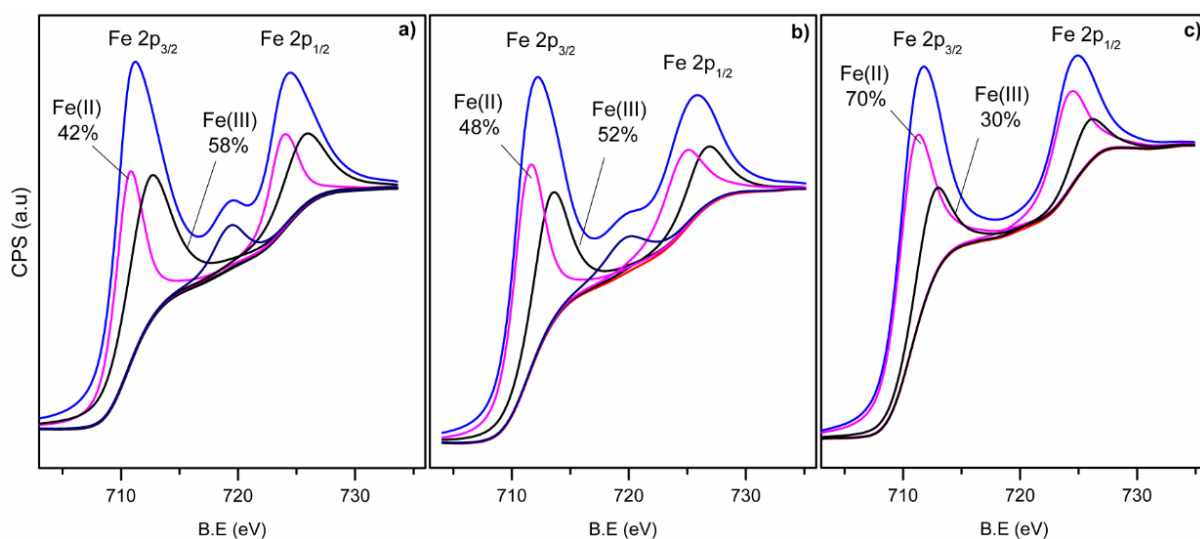 CPS (a.u)
a)
Fe 2p3/2
Fe 2p1/2
Fe(II)
42%
Fe(III)
58%
710
720
730
B.E (eV)
b)
Fe 2p3/2
Fe 2p1/2
Fe(II)
48%
Fe(III)
52%
710
720
730
B.E (eV)
c)
Fe 2p3/2
Fe 2p1/2
Fe(II)
70%
Fe(III)
30%
710
720
730
B.E (eV)